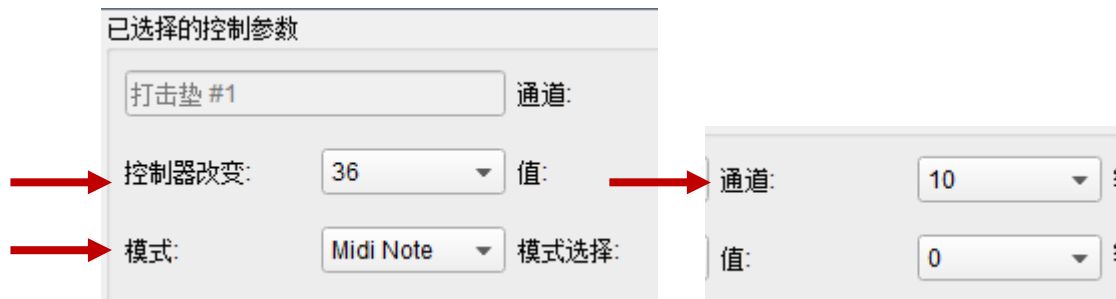 已选择的控制参数
打击垫 #1 通道:
控制器改变: 36 值:
模式: Midi Note 模式选择:
通道: 10
值: 0